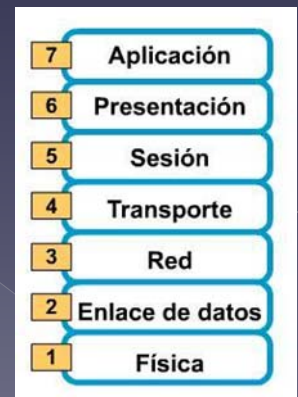 7 Aplicación
6 Presentación
5 Sesión
4 Transporte
3 Red
2 Enlace de datos
1 Física